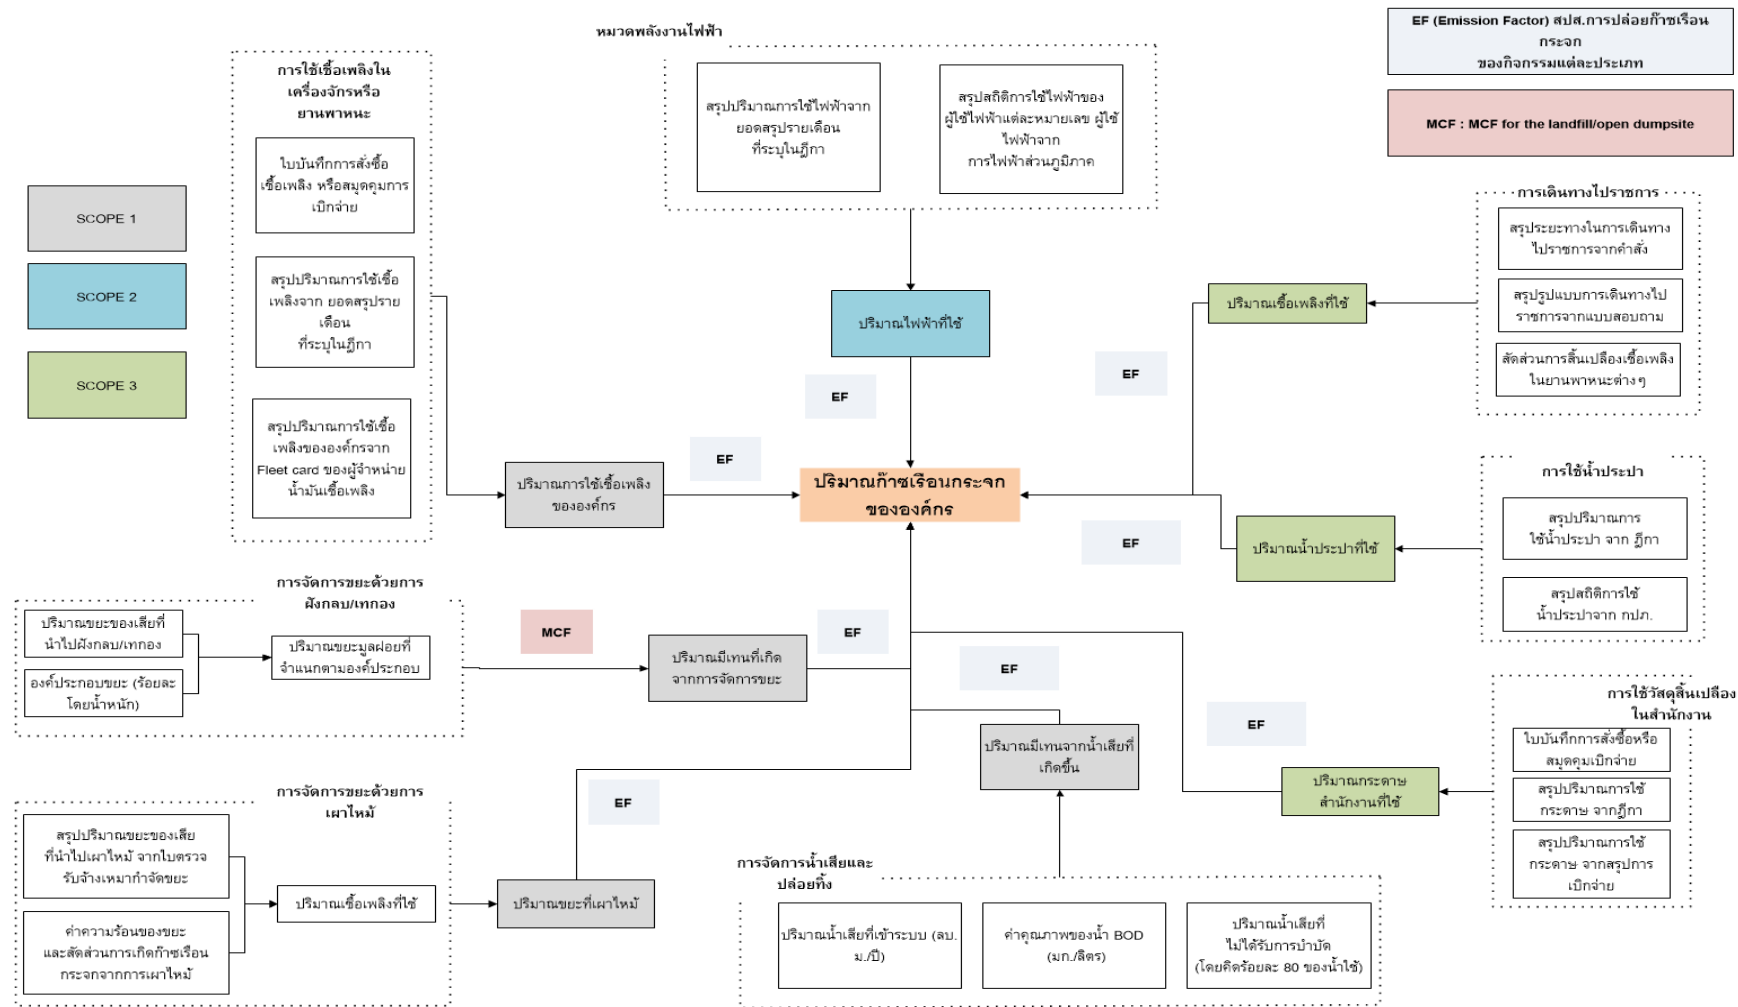 หมวดพลังงานไฟฟ้า
EF (Emission Factor) สปส.การปล่อยก๊าซเรือน
กระจก
ของกิจกรรมแต่ละประเภท
MCF : MCF for the landfill/open dumpsite
SCOPE 1
SCOPE 2
SCOPE 3
การใช้เชื้อเพลิงใน
เครื่องจักรหรือ
ยานพาหนะ
ใบบันทึกการสั่งซื้อ
เชื้อเพลิง หรือสมุดคุมการ
เบิกจ่าย
สรุปปริมาณการใช้เชื้อ
เพลิงจาก ยอดสรุปราย
เดือน
ที่ระบุในฎีกา
สรุปปริมาณการใช้เชื้อ
เพลิงขององค์กรจาก
Fleet card ของผู้จำหน่าย
น้ำมันเชื้อเพลิง
สรุปปริมาณการใช้ไฟฟ้าจาก
ยอดสรุปรายเดือน
ที่ระบุในฎีกา
สรุปสถิติการใช้ไฟฟ้าของ
ผู้ใช้ไฟฟ้าแต่ละหมายเลข ผู้ใช้
ไฟฟ้าจาก
การไฟฟ้าส่วนภูมิภาค
การเดินทางไปราชการ
สรุประยะทางในการเดินทาง
ไปราชการจากคำสั่ง
สรุปรูปแบบการเดินทางไป
ราชการจากแบบสอบถาม
สัดส่วนการสิ้นเปลืองเชื้อเพลิง
ในยานพาหนะต่างๆ
ปริมาณไฟฟ้าที่ใช้
ปริมาณเชื้อเพลิงที่ใช้
EF
EF
EF
ปริมาณการใช้เชื้อเพลิง
ขององค์กร
ปริมาณก๊าซเรือนกระจก
ขององค์กร
EF
ปริมาณน้ำประปาที่ใช้
การใช้น้ำประปา
สรุปปริมาณการ
ใช้น้ำประปา จาก ฎีกา
สรุปสถิติการใช้
น้ำประปาจาก กปภ.
การจัดการขยะด้วยการ
ฝังกลบ/เทกอง
ปริมาณขยะของเสียที่
นำไปฝังกลบ/เทกอง
องค์ประกอบขยะ (ร้อยละ
โดยน้ำหนัก)
ปริมาณขยะมูลฝอยที่
จำแนกตามองค์ประกอบ
MCF
ปริมาณมีเทนที่เกิด
จากการจัดการขยะ
EF
EF
EF
ปริมาณมีเทนจากน้ำเสียที่
เกิดขึ้น
ปริมาณกระดาษ
สำนักงานที่ใช้
การใช้วัสดุสิ้นเปลือง
ในสำนักงาน
ใบบันทึกการสั่งซื้อหรือ
สมุดคุมเบิกจ่าย
สรุปปริมาณการใช้
กระดาษ จากฎีกา
สรุปปริมาณการใช้
กระดาษ จากสรุปการ
เบิกจ่าย
การจัดการขยะด้วยการ
เผาไหม้
สรุปปริมาณขยะของเสีย
ที่นำไปเผาไหม้ จากใบตรวจ
รับจ้างเหมากำจัดขยะ
ค่าความร้อนของขยะ
และสัดส่วนการเกิดก๊าซเรือน
กระจกจากการเผาไหม้
ปริมาณเชื้อเพลิงที่ใช้
ปริมาณขยะที่เผาไหม้
EF
การจัดการน้ำเสียและ
ปล่อยทิ้ง
ปริมาณน้ำเสียที่เข้าระบบ (ลบ.
ม./ปี)
ค่าคุณภาพของน้ำ BOD
(มก./ลิตร)
ปริมาณน้ำเสียที่
ไม่ได้รับการบำบัด
(โดยคิดร้อยละ 80 ของน้ำใช้)